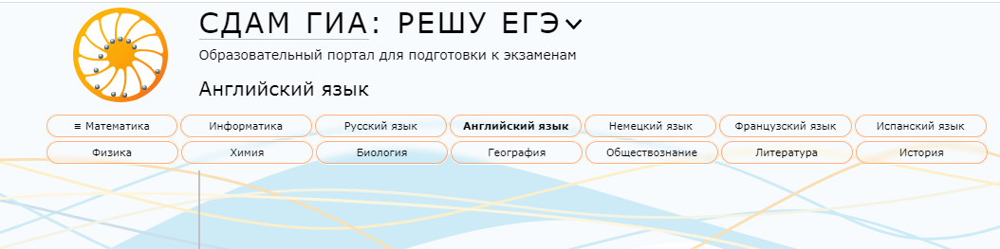 СДАМ ГИА: РЕШУ ЕГЭ
Образовательный портал для подготовки к экзаменам
Английский язык
≡ Математика Информатика Русский язык Английский язык Немецкий язык Французский язык Испанский язык
Физика Химия Биология География Обществознание Литература История